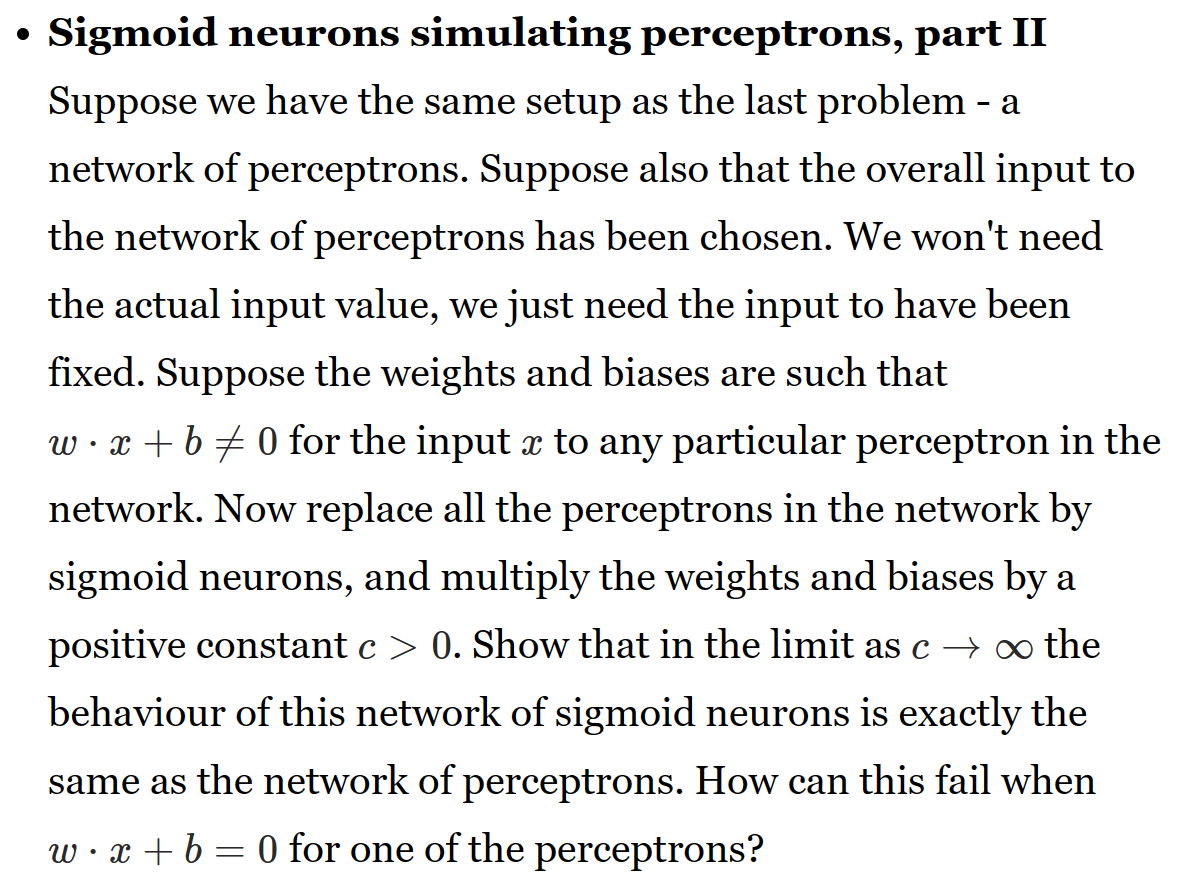 • Sigmoid neurons simulating perceptrons, part II
Suppose we have the same setup as the last problem - a
network of perceptrons. Suppose also that the overall input to
the network of perceptrons has been chosen. We won't need
the actual input value, we just need the input to have been
fixed. Suppose the weights and biases are such that
w · x + b ≠ 0 for the input x to any particular perceptron in the
network. Now replace all the perceptrons in the network by
sigmoid neurons, and multiply the weights and biases by a
positive constant c > 0. Show that in the limit as c → ∞ the
behaviour of this network of sigmoid neurons is exactly the
same as the network of perceptrons. How can this fail when
w · x + b = 0 for one of the perceptrons?